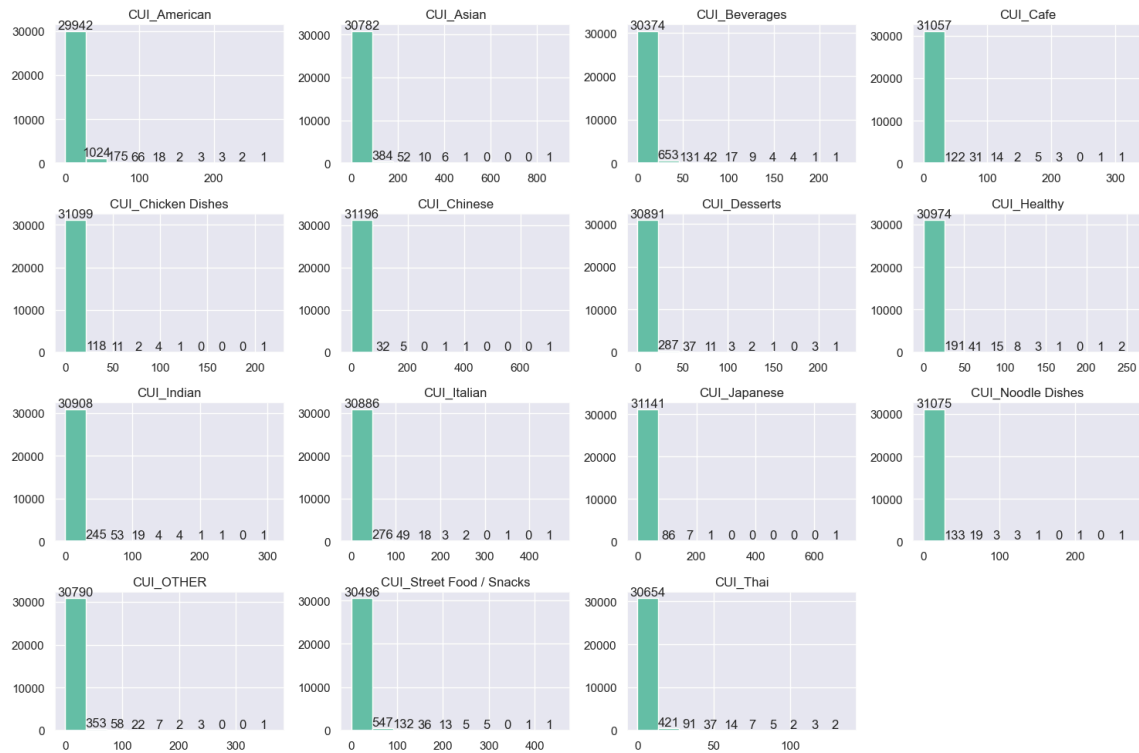 CUI_American
29942
30000
20000
10000
0
1024 175 66 18 2 3 3 2 1
0 100 200
CUI_Asian
30782
30000
20000
10000
0
384 52 10 6 1 0 0 0 1
0 200 400 600 800
CUI_Beverages
30374
30000
20000
10000
0
653 131 42 17 9 4 4 1 1
0 50 100 150 200
CUI_Cafe
31057
30000
20000
10000
0
122 31 14 2 5 3 0 1 1
0 100 200 300
CUI_Chicken Dishes
31099
30000
20000
10000
0
118 11 2 4 1 0 0 0 1
0 50 100 150 200
CUI_Chinese
31196
30000
20000
10000
0
32 5 0 1 1 0 0 0 1
0 200 400 600
CUI_Desserts
30891
30000
20000
10000
0
287 37 11 3 2 1 0 3 1
0 50 100 150 200
CUI_Healthy
30974
30000
20000
10000
0
191 41 15 8 3 1 0 1 2
0 50 100 150 200 250
CUI_Indian
30908
30000
20000
10000
0
245 53 19 4 4 1 1 0 1
0 100 200 300
CUI_Italian
30886
30000
20000
10000
0
276 49 18 3 2 0 1 0 1
0 100 200 300 400
CUI_Japanese
31141
30000
20000
10000
0
86 7 1 0 0 0 0 0 1
0 200 400 600
CUI_Noodle Dishes
31075
30000
20000
10000
0
133 19 3 3 1 0 1 0 1
0 100 200
CUI_OTHER
30790
30000
20000
10000
0
353 58 22 7 2 3 0 0 1
0 100 200 300
CUI_Street Food / Snacks
30496
30000
20000
10000
0
547 132 36 13 5 5 0 1 1
0 100 200 300 400
CUI_Thai
30654
30000
20000
10000
0
421 91 37 14 7 5 2 3 2
0 50 100